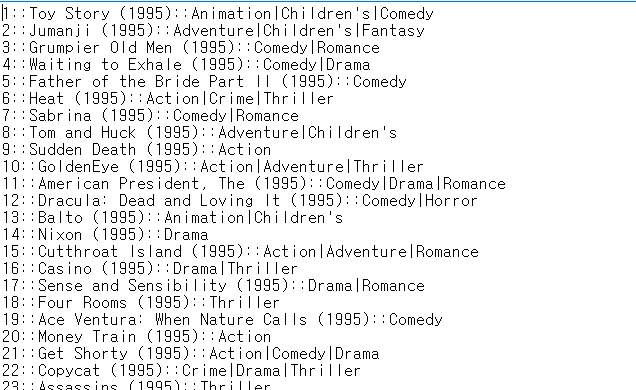 1::Toy Story (1995)::Animation|Children's|Comedy
2::Jumanji (1995)::Adventure|Children's|Fantasy
3::Grumpier Old Men (1995)::Comedy|Romance
4::Waiting to Exhale (1995)::Comedy|Drama
5::Father of the Bride Part II (1995)::Comedy
6::Heat (1995)::Action|Crime|Thriller
7::Sabrina (1995)::Comedy|Romance
8::Tom and Huck (1995)::Adventure|Children's
9::Sudden Death (1995)::Action
10::GoldenEye (1995)::Action|Adventure|Thriller
11::American President, The (1995)::Comedy|Drama|Romance
12::Dracula: Dead and Loving It (1995)::Comedy|Horror
13::Balto (1995)::Animation|Children's
14::Nixon (1995)::Drama
15::Cutthroat Island (1995)::Action|Adventure|Romance
16::Casino (1995)::Drama|Thriller
17::Sense and Sensibility (1995)::Drama|Romance
18::Four Rooms (1995)::Thriller
19::Ace Ventura: When Nature Calls (1995)::Comedy
20::Money Train (1995)::Action
21::Get Shorty (1995)::Action|Comedy|Drama
22::Copycat (1995)::Crime|Drama|Thriller
23::Assassins (1995)::Thriller